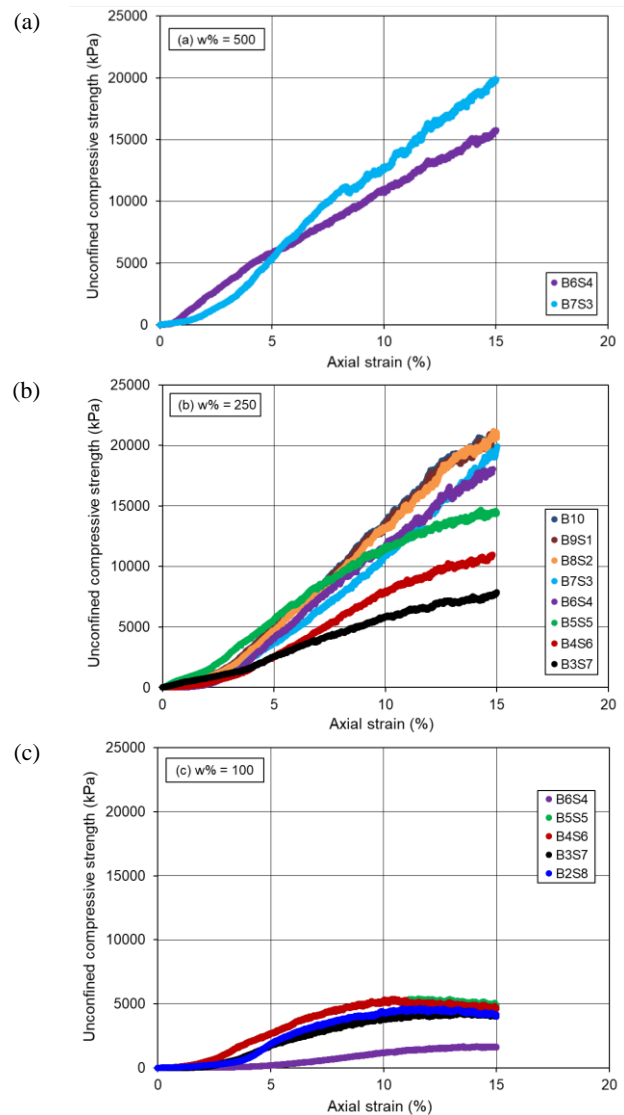 (a)
(a) w% = 500
Unconfined compressive strength (kPa)
25000
20000
15000
10000
5000
0
0 5 10 15 20
Axial strain (%)
B6S4
B7S3
(b)
(b) w% = 250
Unconfined compressive strength (kPa)
25000
20000
15000
10000
5000
0
0 5 10 15 20
Axial strain (%)
B10
B9S1
B8S2
B7S3
B6S4
B5S5
B4S6
B3S7
(c)
(c) w% = 100
Unconfined compressive strength (kPa)
25000
20000
15000
10000
5000
0
0 5 10 15 20
Axial strain (%)
B6S4
B5S5
B4S6
B3S7
B2S8